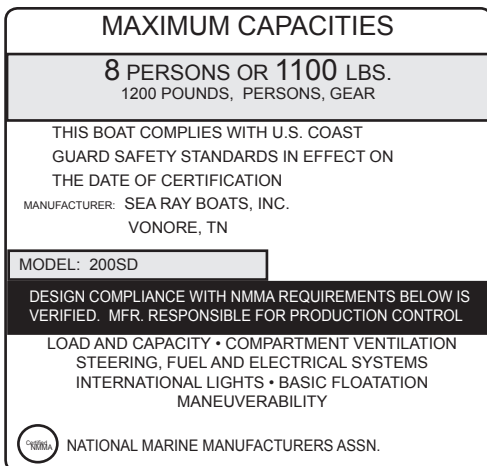 MAXIMUM CAPACITIES
8 PERSONS OR 1100 LBS.
1200 POUNDS, PERSONS, GEAR
THIS BOAT COMPLIES WITH U.S. COAST
GUARD SAFETY STANDARDS IN EFFECT ON
THE DATE OF CERTIFICATION
MANUFACTURER: SEA RAY BOATS, INC.
VONORE, TN
MODEL: 200SD
DESIGN COMPLIANCE WITH NMMA REQUIREMENTS BELOW IS
VERIFIED. MFR. RESPONSIBLE FOR PRODUCTION CONTROL
LOAD AND CAPACITY • COMPARTMENT VENTILATION
STEERING, FUEL AND ELECTRICAL SYSTEMS
INTERNATIONAL LIGHTS • BASIC FLOATATION
MANEUVERABILITY
Certified
NMMA
NATIONAL MARINE MANUFACTURERS ASSN.